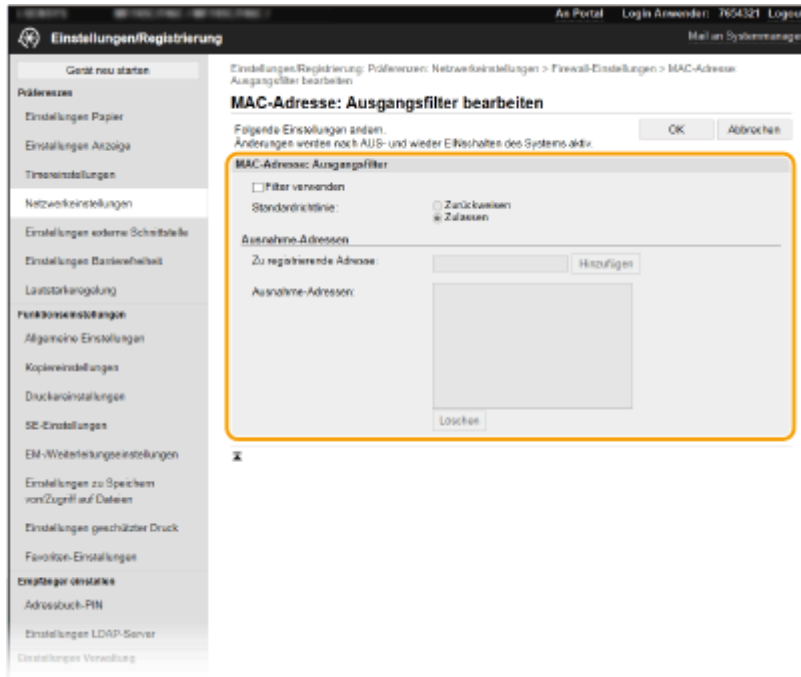 An Portal Login Anwender: 7654321 Logou
Einstellungen/Registrierung
Mail an Systemmanage
Gerät neu starten
Präferenzen
Einstellungen Papier
Einstellungen Anzeige
Timereinstellungen
Netzwerkeinstellungen
Einstellungen externe Schnittstelle
Einstellungen Barrierefreiheit
Lautstärkeregelung
Funktionseinstellungen
Allgemeine Einstellungen
Kopiereinstellungen
Druckereinstallungen
SE-Einstellungen
EM-/Weiterleitungseinstellungen
Einstellungen zu Speichern
von/Zugriff auf Dateien
Einstellungen geschützter Druck
Favoriten-Einstellungen
Empfänger einstellen
Adressbuch-PIN
Einstellungen LDAP-Server
Einstellungen Verwaltung
Einstellungen/Registrierung: Präferenzen: Netzwerkeinstellungen > Firewall-Einstellungen > MAC-Adresse:
Ausgangsfilter bearbeiten
MAC-Adresse: Ausgangsfilter bearbeiten
Folgende Einstellungen ändern.
Änderungen werden nach AUS- und wieder EINschalten des Systems aktiv.
OK Abbrechen
MAC-Adresse: Ausgangsfilter
Filter verwenden
Standardrichtlinie:
Zurückweisen
Zulassen
Ausnahme-Adressen
Zu registrierende Adresse:
Hinzufügen
Ausnahme-Adressen:
Löschen